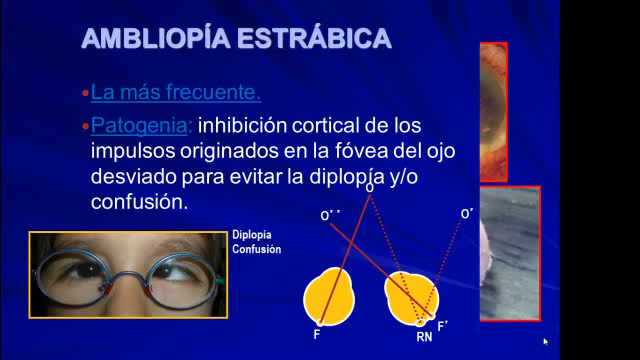 AMBLIOPÍA ESTRÁBICA
•La más frecuente.
•Patogenia: inhibición cortical de los
impulsos originados en la fóvea del ojo
desviado para evitar la diplopía y/o
confusión.
Diplopía
Confusión
O
O''
O'
F
RN
F'